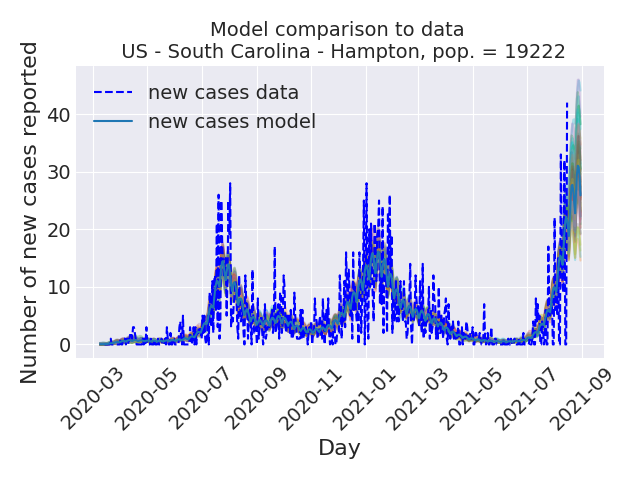 Model comparison to data
US - South Carolina - Hampton, pop. = 19222
Number of new cases reported
40
30
20
10
0
new cases data
new cases model
2020-03
2020-05
2020-07
2020-09
2020-11
2021-01
2021-03
2021-05
2021-07
2021-09
Day